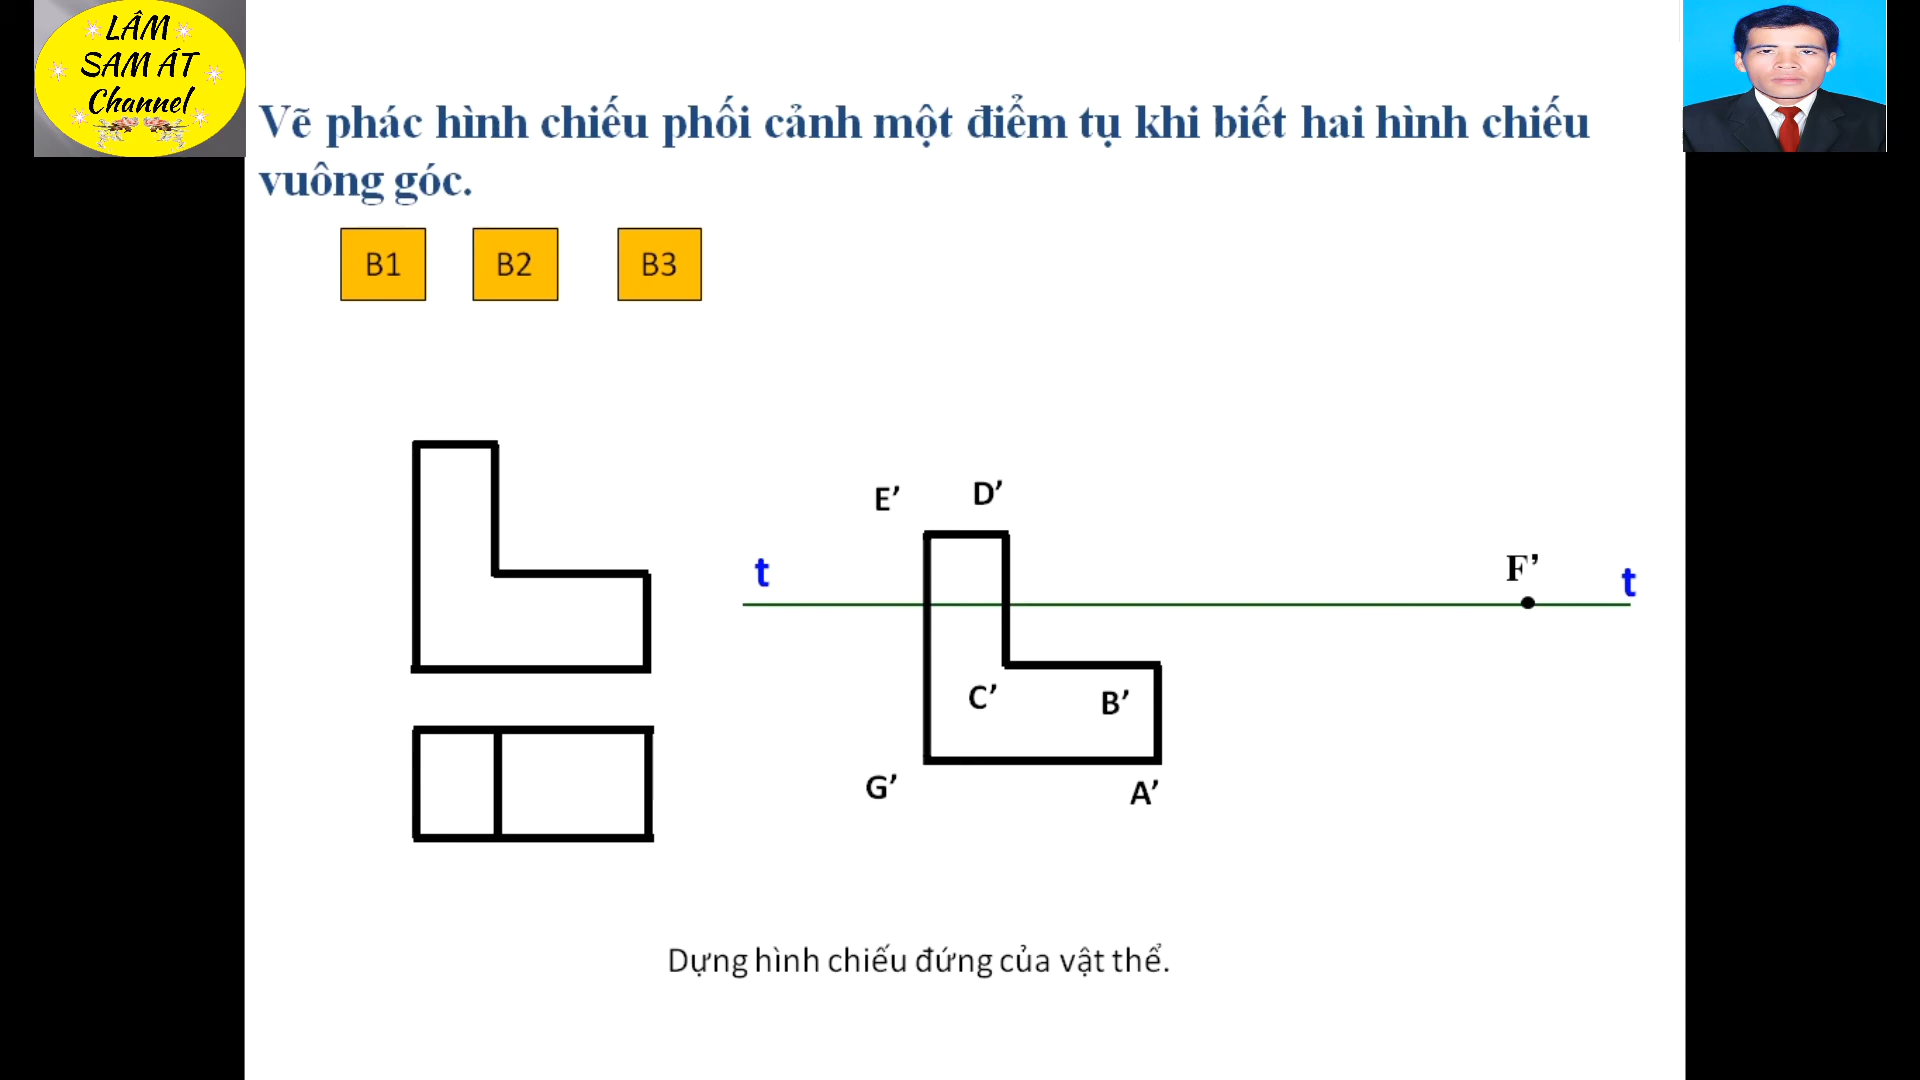 LÂM
SAM ÁT
Channel
Vẽ phác hình chiếu phối cảnh một điểm tụ khi biết hai hình chiếu
vuông góc.
B1 B2 B3
E’ D’
t F’ t
C’ B’
G’ A’
Dựng hình chiếu đứng của vật thể.